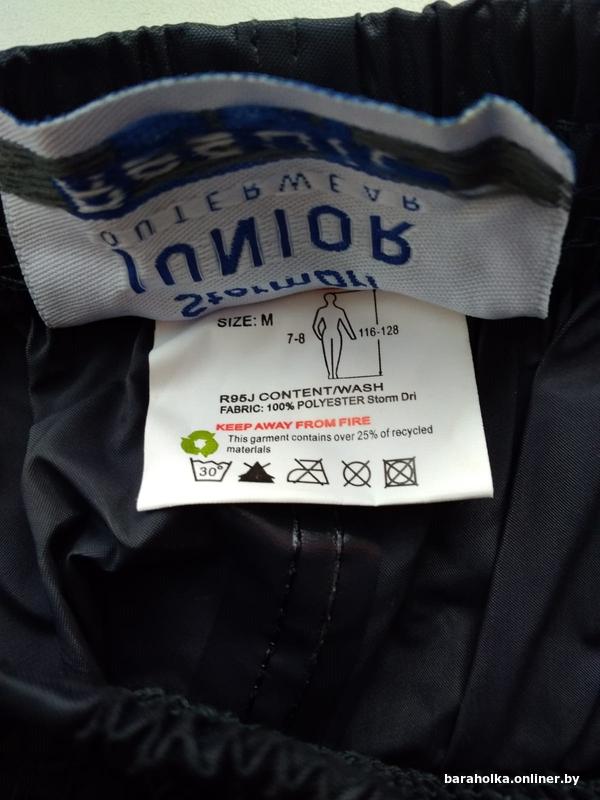 OUTERWEAR
JUNIOR
StormDri
SIZE: M
7-8
116-128
R95J CONTENT/WASH
FABRIC: 100% POLYESTER Storm Dri
KEEP AWAY FROM FIRE
This garment contains over 25% of recycled
materials
30°
baraholka.onliner.by